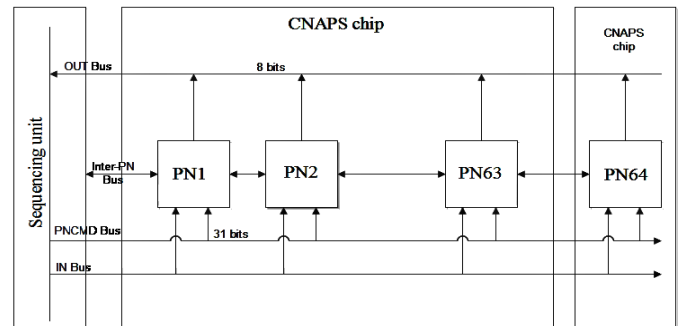 CNAPS chip
CNAPS
chip
OUT Bus
8 bits
Sequencing unit
Inter-PN
Bus
PN1
PN2
PN63
PN64
PNCMD Bus
31 bits
IN Bus